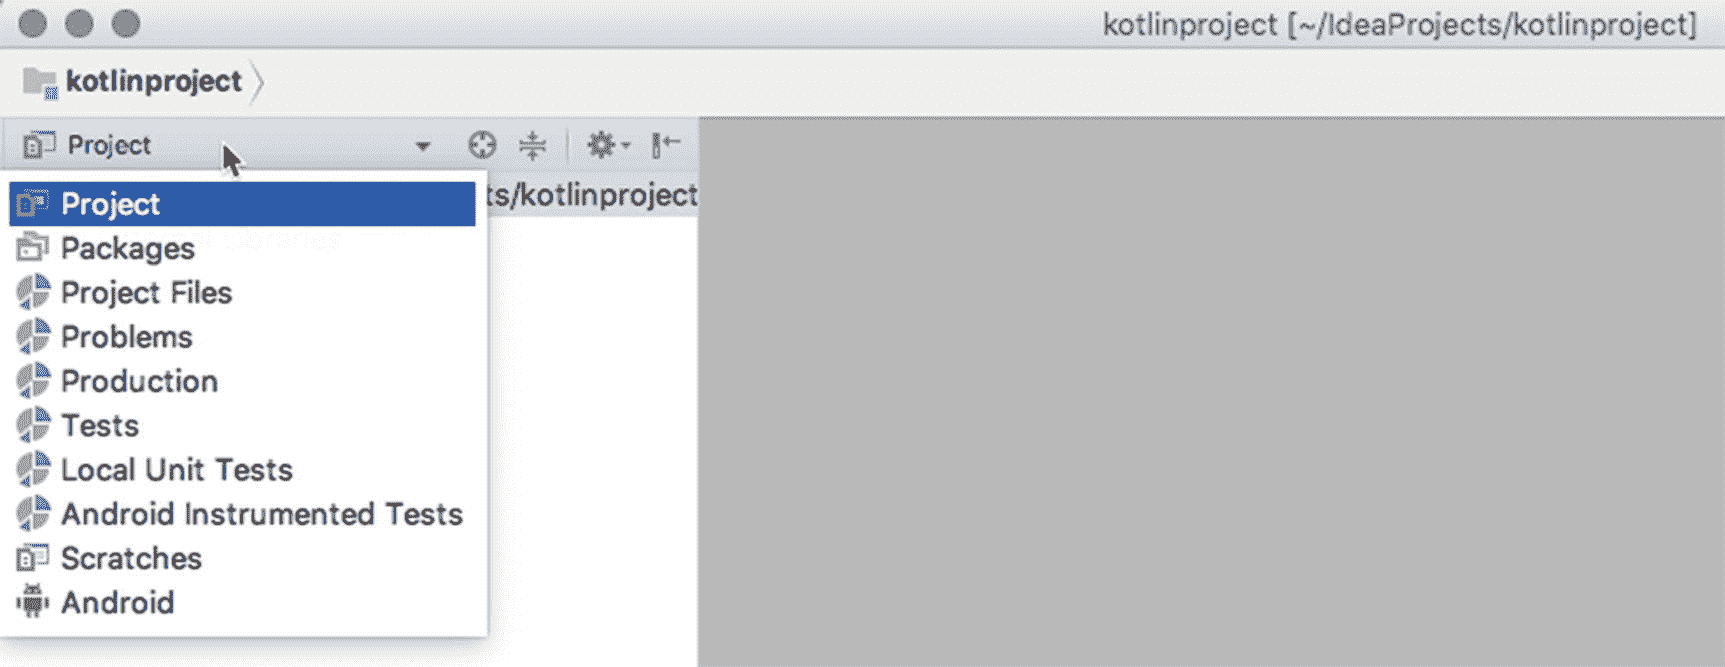 kotlinproject [~/IdeaProjects/kotlinproject]
kotlinproject
Project
ts/kotlinproject
Project
Packages
Project Files
Problems
Production
Tests
Local Unit Tests
Android Instrumented Tests
Scratches
Android